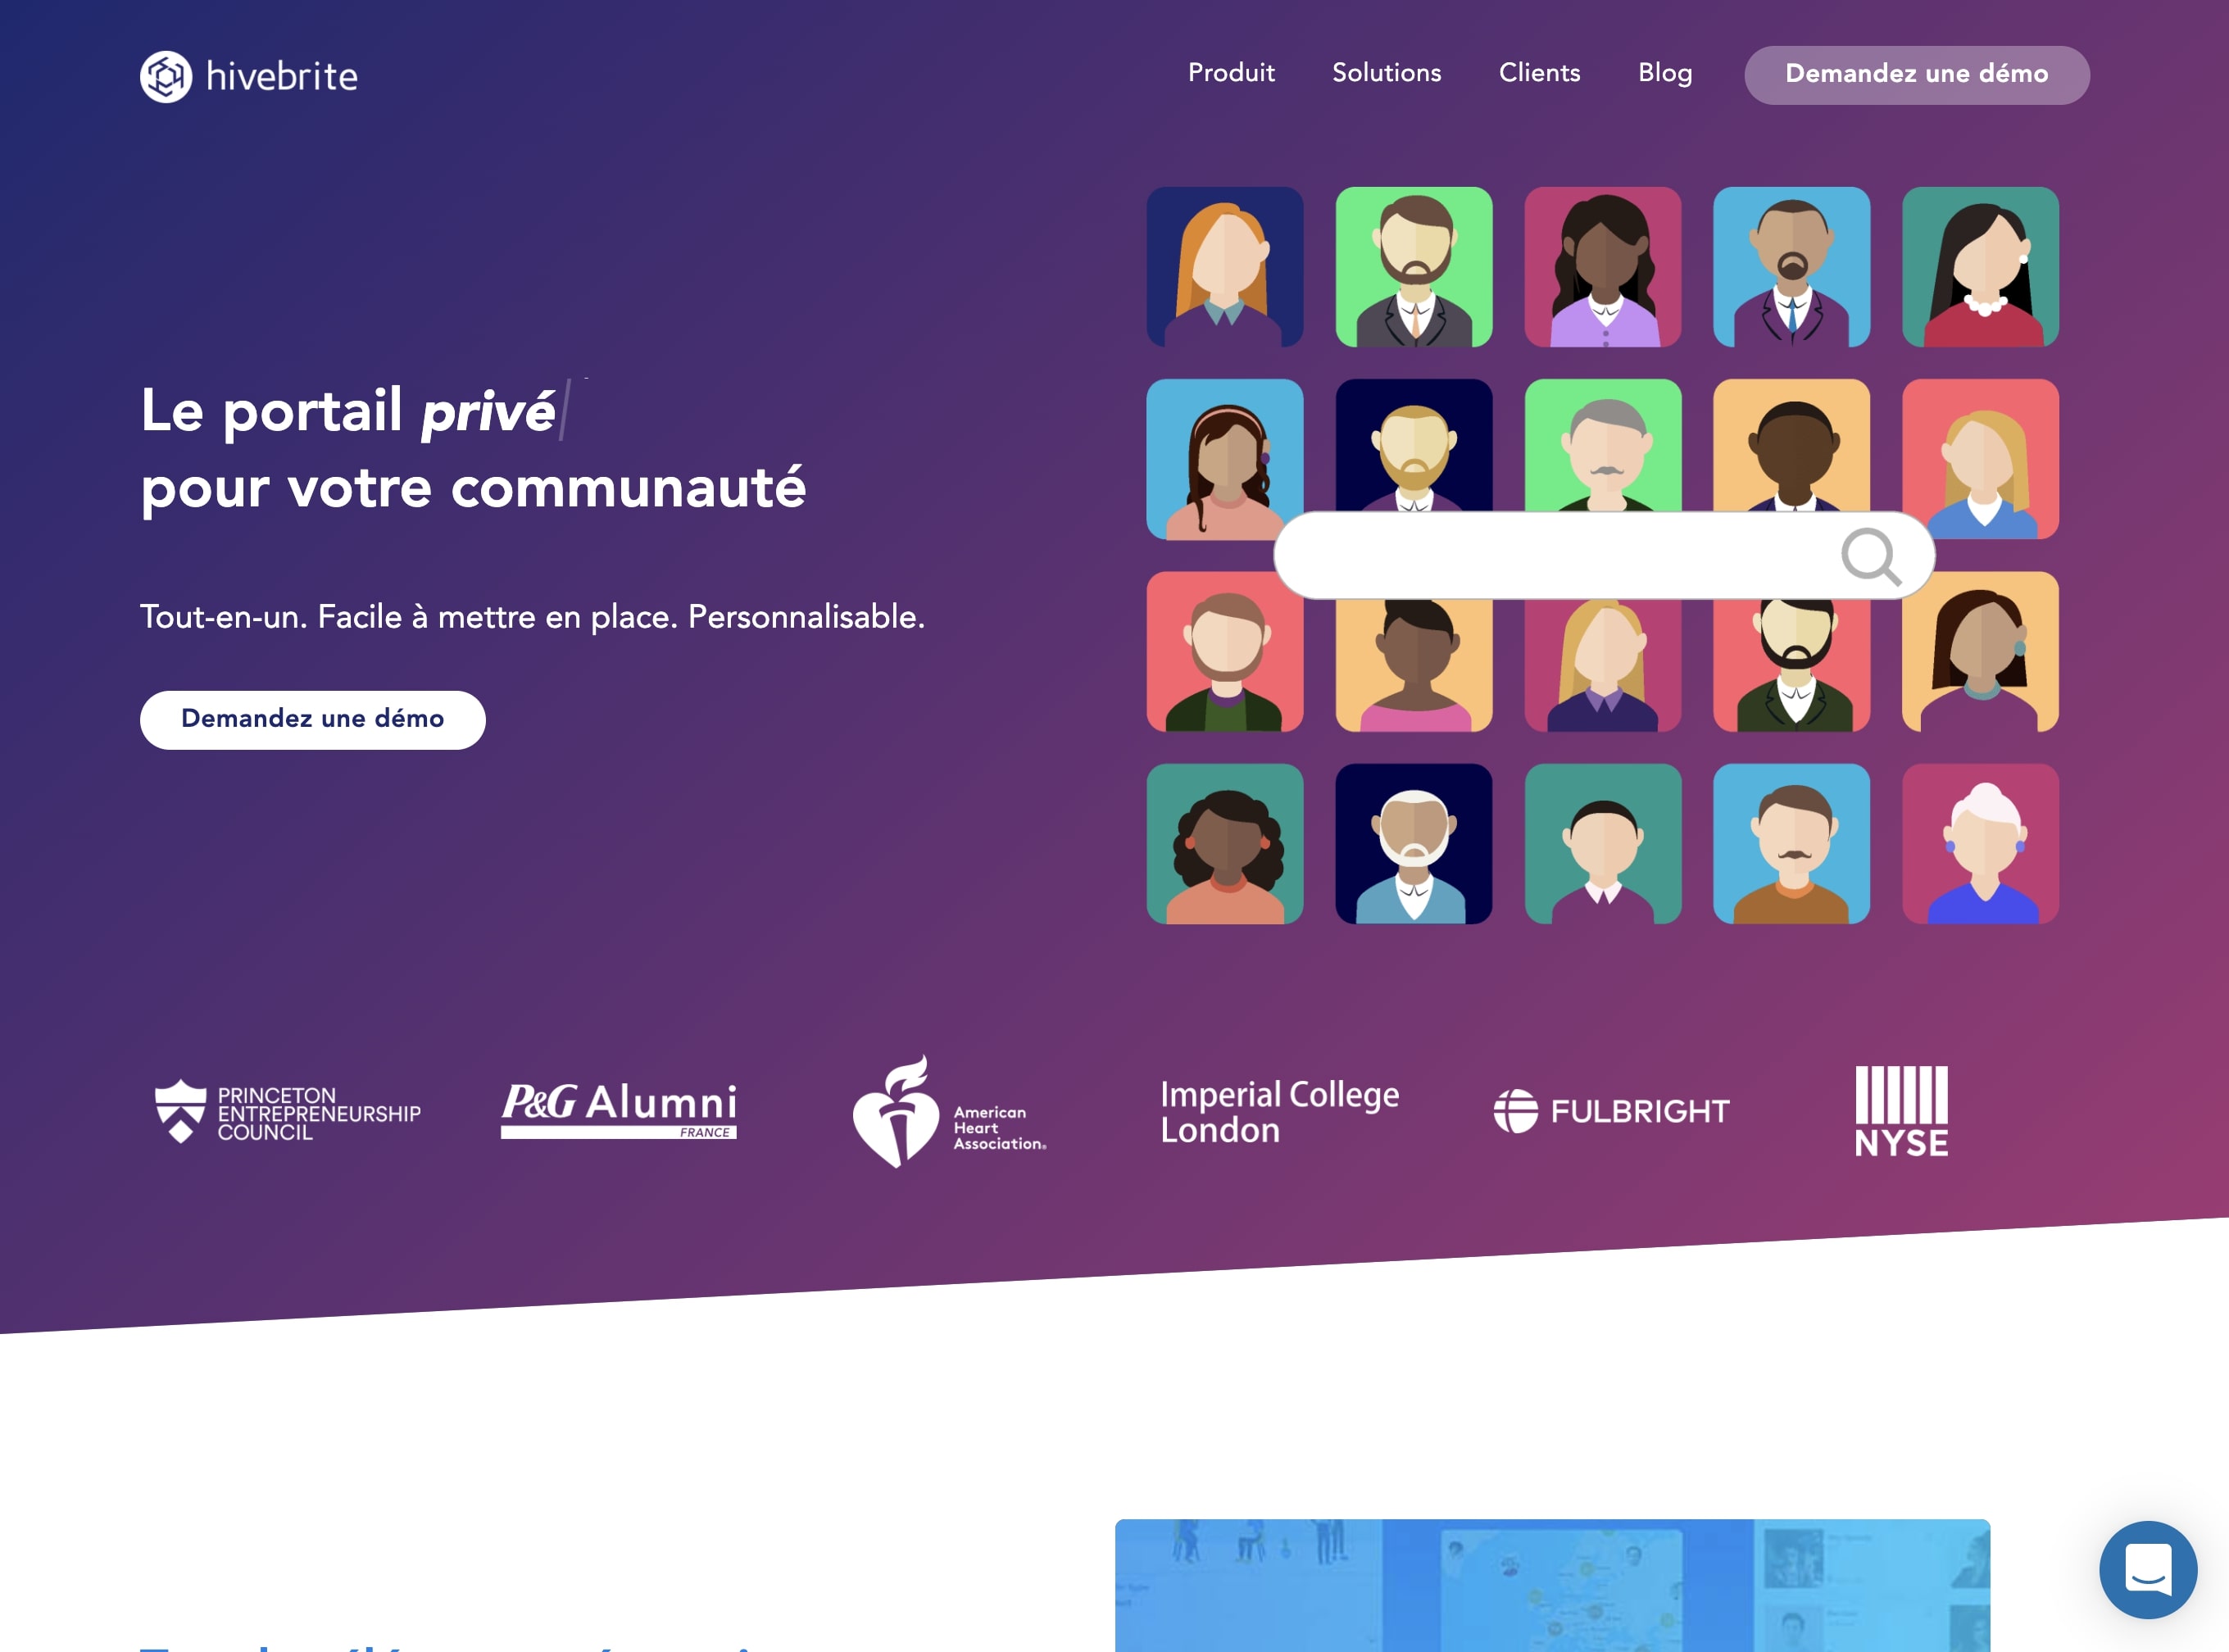 hivebrite
Produit
Solutions
Clients
Blog
Demandez une démo
Le portail privé
pour votre communauté
Tout-en-un. Facile à mettre en place. Personnalisable.
Demandez une démo
PRINCETON
ENTREPRENEURSHIP
COUNCIL
P&G Alumni
FRANCE
American
Heart
Association®
Imperial College
London
FULBRIGHT
NYSE